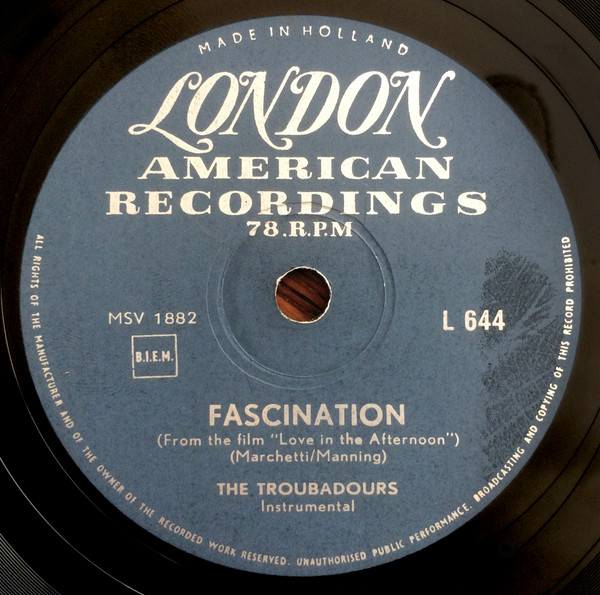 MADE IN HOLLAND
LONDON
AMERICAN
RECORDINGS
78.R.P.M
MSV 1882
L 644
B.I.E.M.
FASCINATION
(From the film "Love in the Afternoon")
(Marchetti/Manning)
THE TROUBADOURS
Instrumental
ALL RIGHTS OF THE MANUFACTURER AND OF THE OWNER OF THE RECORDED WORK RESERVED. UNAUTHORISED PUBLIC PERFORMANCE. BROADCASTING AND COPYING OF THIS RECORD PROHIBITED